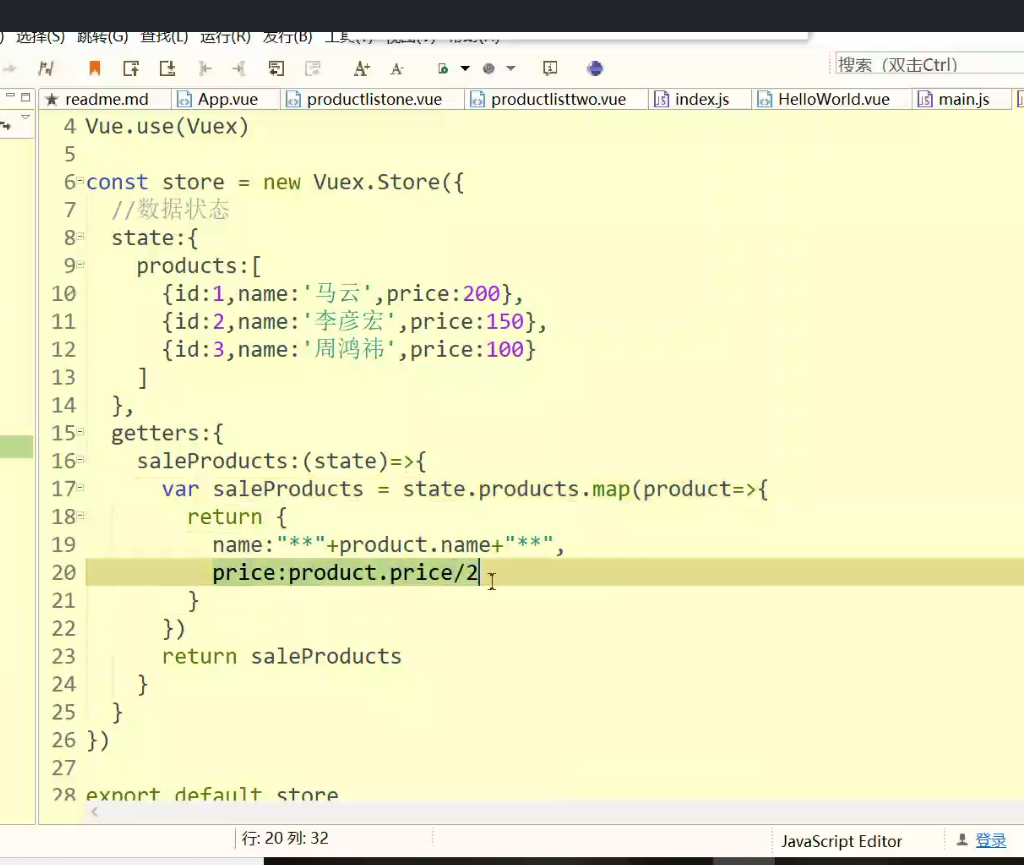 选择(S) 跳转(G) 查找(L) 运行(R) 发行(B) 工具(T) 视图(V) 帮助(H)
搜索（双击Ctrl）
readme.md App.vue productlistone.vue productlisttwo.vue index.js HelloWorld.vue main.js
4 Vue.use(Vuex)
5
6 const store = new Vuex.Store({
7 //数据状态
8 state:{
9 products:[
10 {id:1,name:'马云',price:200},
11 {id:2,name:'李彦宏',price:150},
12 {id:3,name:'周鸿祎',price:100}
13 ]
14 },
15 getters:{
16 saleProducts:(state)=>{
17 var saleProducts = state.products.map(product=>{
18 return {
19 name:"**"+product.name+"**",
20 price:product.price/2
21 }
22 })
23 return saleProducts
24 }
25 }
26 })
27
28 export default store
行: 20 列: 32 JavaScript Editor 登录